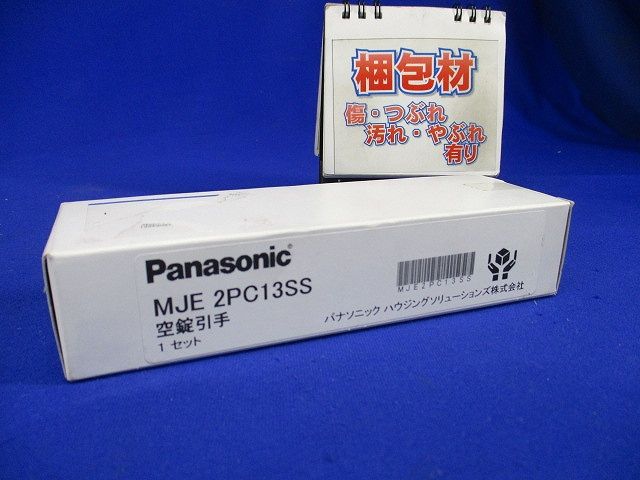 梱包材
傷・つぶれ
汚れ・やぶれ
有り
Panasonic
MJE 2PC13SS
空錠引手
1 セット
MJE2PC13SS
パナソニック ハウジングソリューションズ株式会社